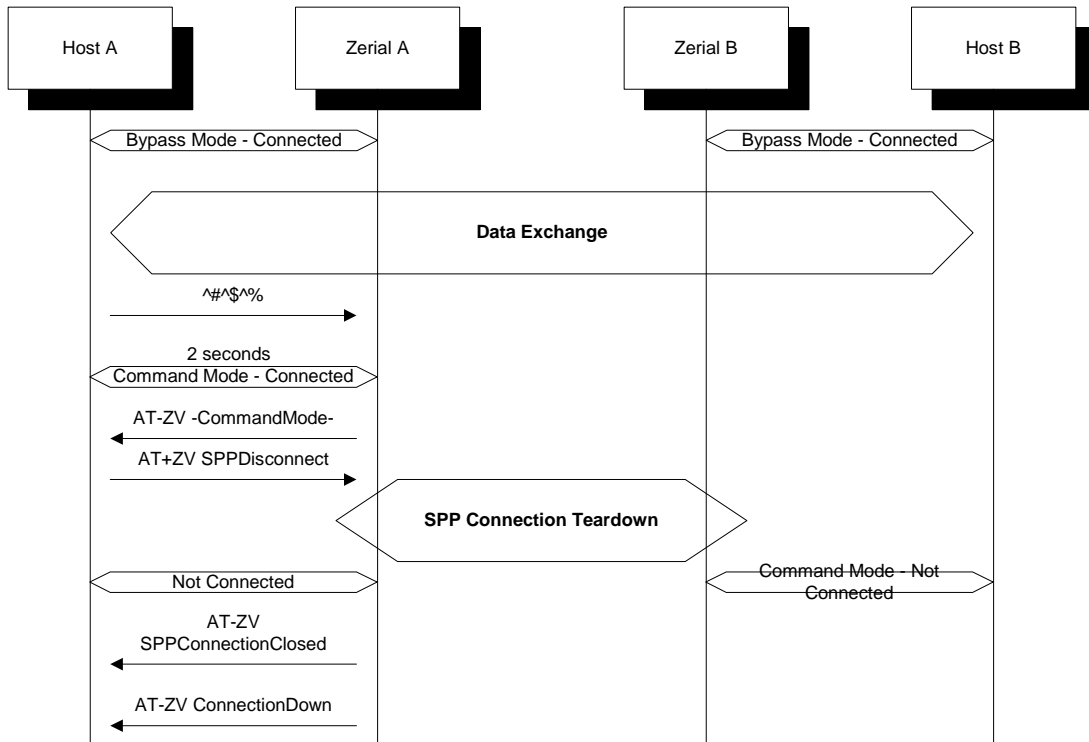 Host A
Zerial A
Zerial B
Host B
Bypass Mode - Connected
Bypass Mode - Connected
Data Exchange
^#^$^%
2 seconds
Command Mode - Connected
AT-ZV -CommandMode-
AT+ZV SPPDisconnect
SPP Connection Teardown
Not Connected
Command Mode - Not
Connected
AT-ZV
SPPConnectionClosed
AT-ZV ConnectionDown